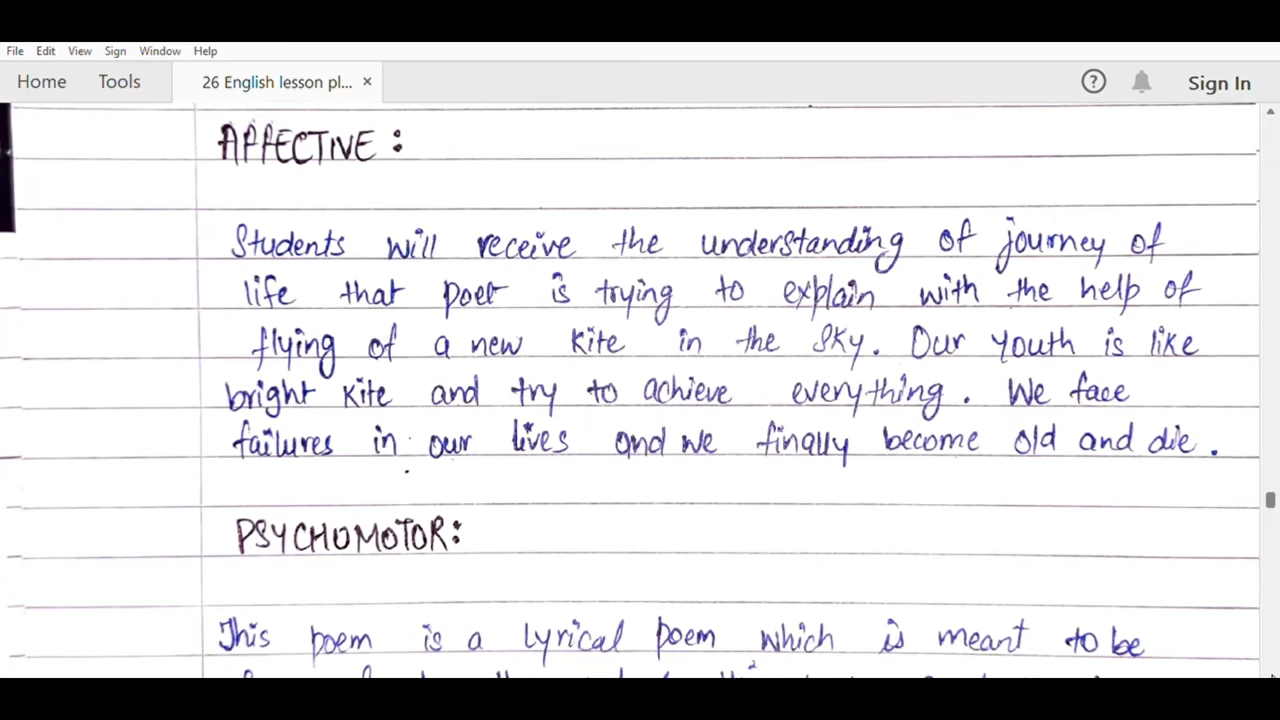 File Edit View Sign Window Help
Home Tools 26 English lesson pl... × Sign In
AFFECTIVE:
Students will receive the understanding of journey of
life that poet is trying to explain with the help of
flying of a new kite in the sky. Our youth is like
bright kite and try to achieve everything. We face
failures in our lives and we finally become old and die.
PSYCHOMOTOR:
This poem is a lyrical poem which is meant to be